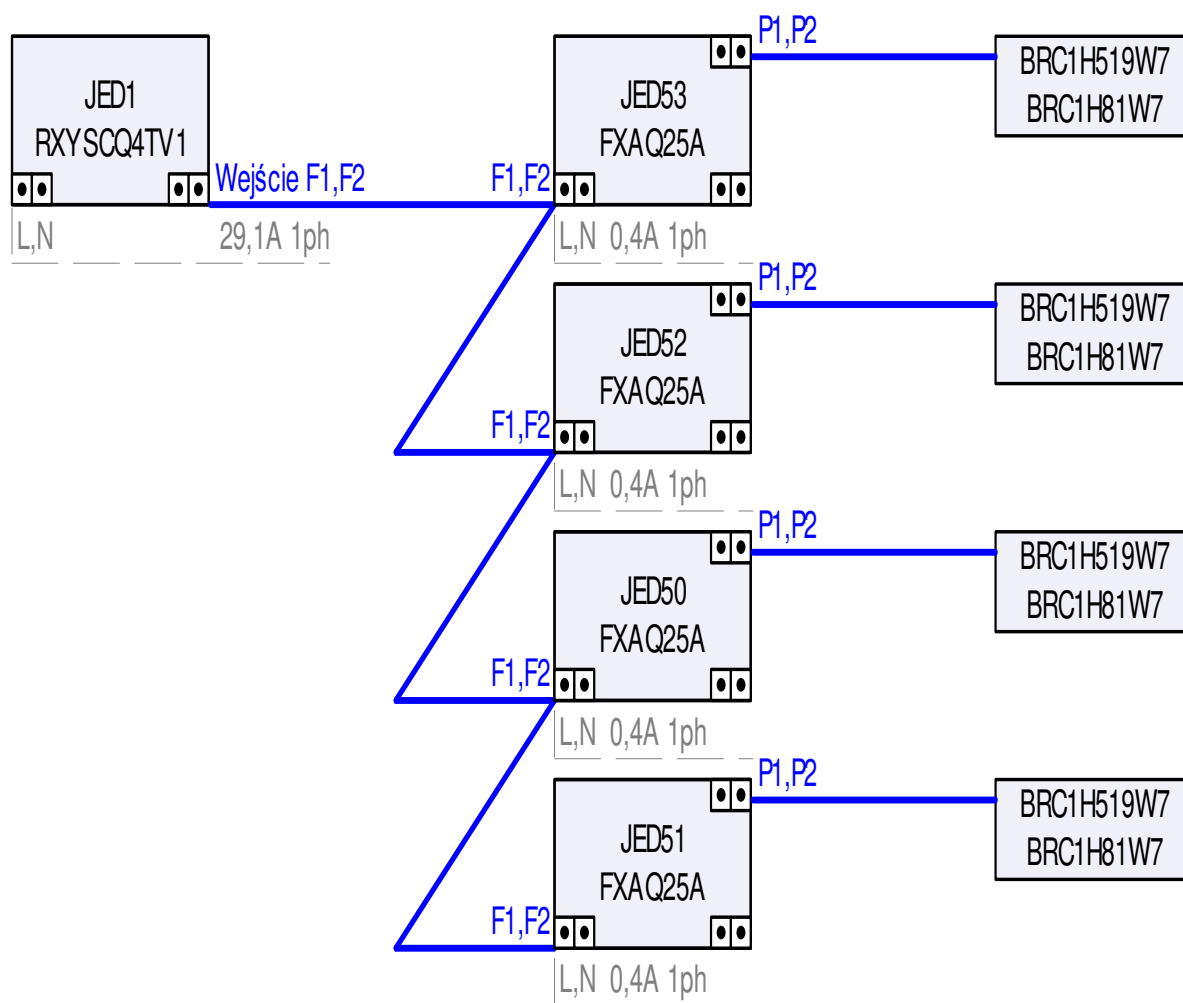 JED1
RXYSCQ4TV1
Wejście F1,F2
L,N
29,1A 1ph
JED53
FXAQ25A
F1,F2
L,N 0,4A 1ph
P1,P2
BRC1H519W7
BRC1H81W7
JED52
FXAQ25A
F1,F2
L,N 0,4A 1ph
P1,P2
BRC1H519W7
BRC1H81W7
JED50
FXAQ25A
F1,F2
L,N 0,4A 1ph
P1,P2
BRC1H519W7
BRC1H81W7
JED51
FXAQ25A
F1,F2
L,N 0,4A 1ph
P1,P2
BRC1H519W7
BRC1H81W7